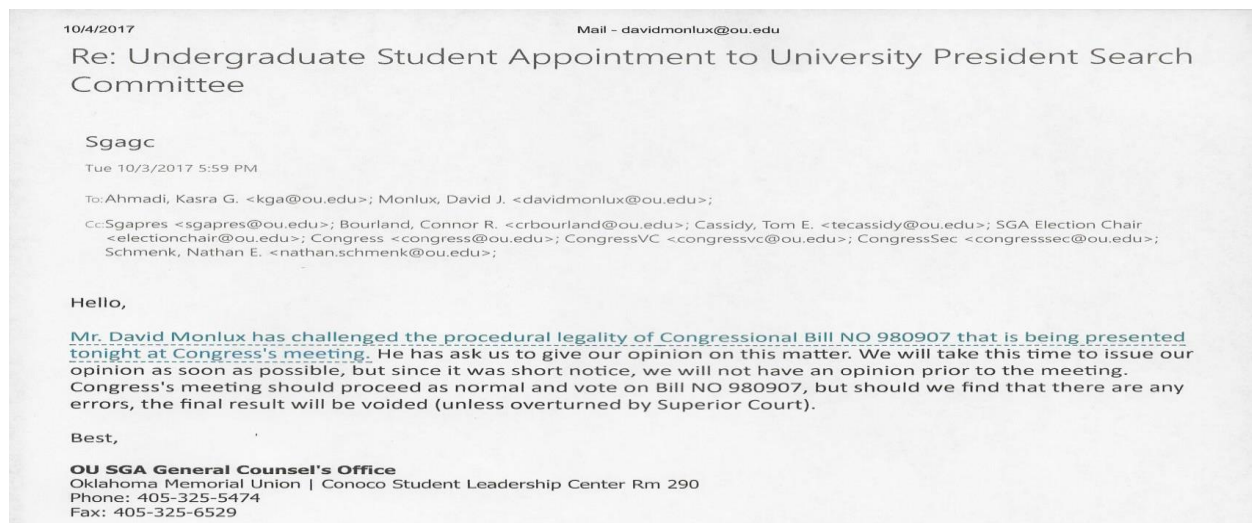 10/4/2017 Mail - davidmonlux@ou.edu
Re: Undergraduate Student Appointment to University President Search
Committee
Sgagc
Tue 10/3/2017 5:59 PM
To: Ahmadi, Kasra G. <kga@ou.edu>; Monlux, David J. <davidmonlux@ou.edu>;
Cc: Sgapres <sgapres@ou.edu>; Bourland, Connor R. <crbourland@ou.edu>; Cassidy, Tom E. <tecassidy@ou.edu>; SGA Election Chair
<electionchair@ou.edu>; Congress <congress@ou.edu>; CongressVC <congressvc@ou.edu>; CongressSec <congresssec@ou.edu>;
Schmenk, Nathan E. <nathan.schmenk@ou.edu>;
Hello,
Mr. David Monlux has challenged the procedural legality of Congressional Bill NO 980907 that is being presented
tonight at Congress's meeting. He has ask us to give our opinion on this matter. We will take this time to issue our
opinion as soon as possible, but since it was short notice, we will not have an opinion prior to the meeting.
Congress's meeting should proceed as normal and vote on Bill NO 980907, but should we find that there are any
errors, the final result will be voided (unless overturned by Superior Court).
Best,
OU SGA General Counsel's Office
Oklahoma Memorial Union | Conoco Student Leadership Center Rm 290
Phone: 405-325-5474
Fax: 405-325-6529